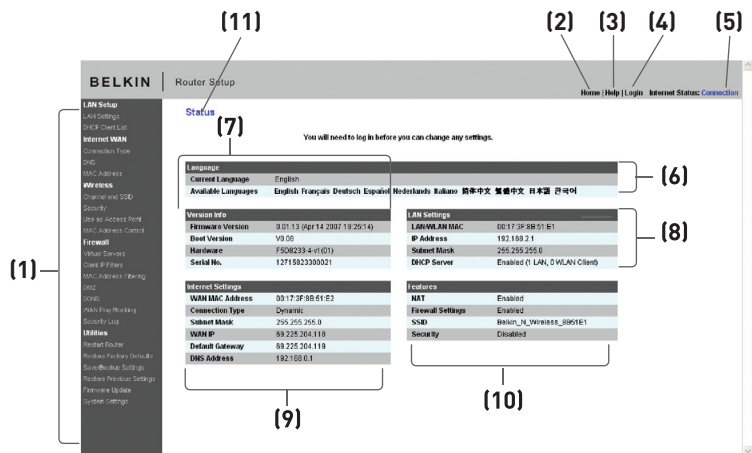 (11)
(2) (3) (4) (5)
BELKIN Router Setup
Home | Help | Login Internet Status: Connection
(1)
LAN Setup
LAN Settings
DHCP Client List
Internet WAN
Connection Type
DNS
MAC Address
Wireless
Channel and SSID
Security
Use as Access Point
MAC Address Control
Firewall
Virtual Servers
Client IP Filters
MAC Address Filtering
DMZ
DDNS
WAN Ping Blocking
Security Log
Utilities
Restart Router
Restore Factory Defaults
Save/Backup Settings
Restore Previous Settings
Firmware Update
System Settings
Status
(7)
You will need to log in before you can change any settings.
Language
Current Language English
Available Languages English Français Deutsch Español Nederlands Italiano 简体中文 繁體中文 日本語 한국어
(6)
Version Info
Firmware Version 0.01.13 (Apr 14 2007 19:25:14)
Boot Version V0.08
Hardware F5D8233-4-v1(01)
Serial No. 12715823300021
LAN Settings
LAN/WLAN MAC 00:17:3F:8B:51:E1
IP Address 192.168.2.1
Subnet Mask 255.255.255.0
DHCP Server Enabled (1 LAN, 0 WLAN Client)
(8)
Internet Settings
WAN MAC Address 00:17:3F:8B:51:E2
Connection Type Dynamic
Subnet Mask 255.255.255.0
WAN IP 69.225.204.118
Default Gateway 69.225.204.119
DNS Address 192.168.0.1
(9)
Features
NAT Enabled
Firewall Settings Enabled
SSID Belkin_N_Wireless_8B51E1
Security Disabled
(10)